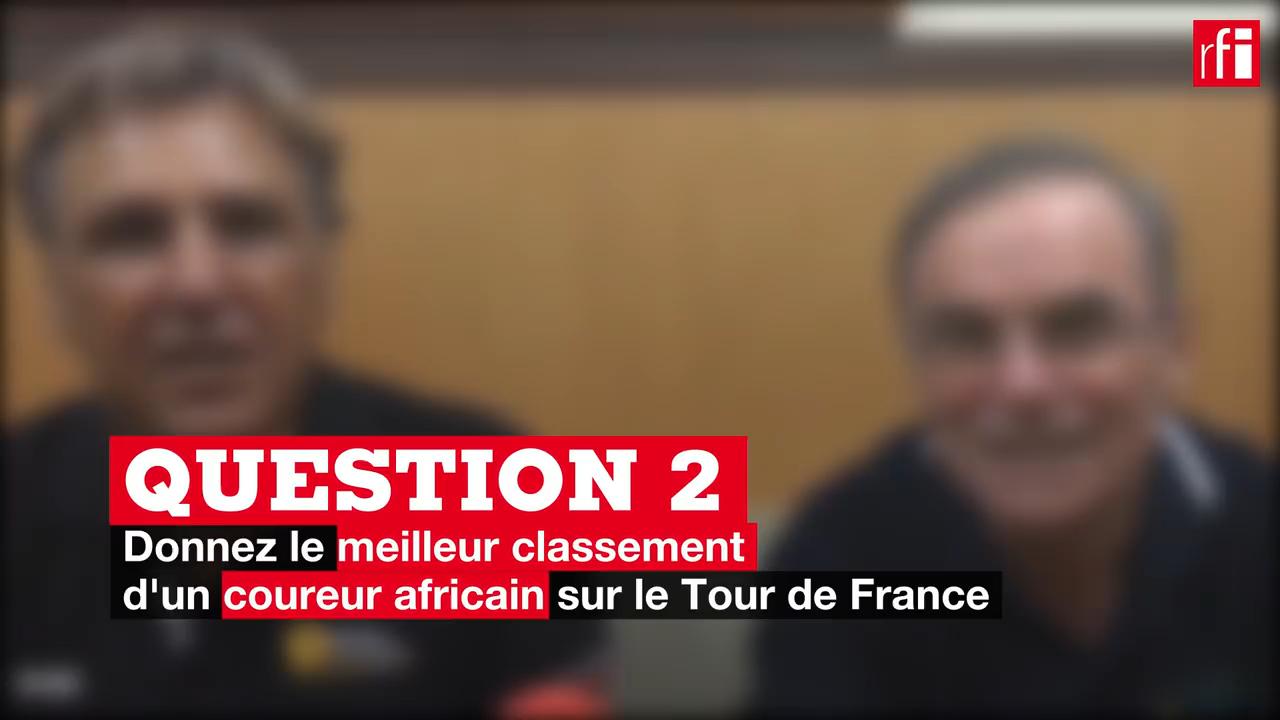 rfi
QUESTION 2
Donnez le meilleur classement
d'un coureur africain sur le Tour de France